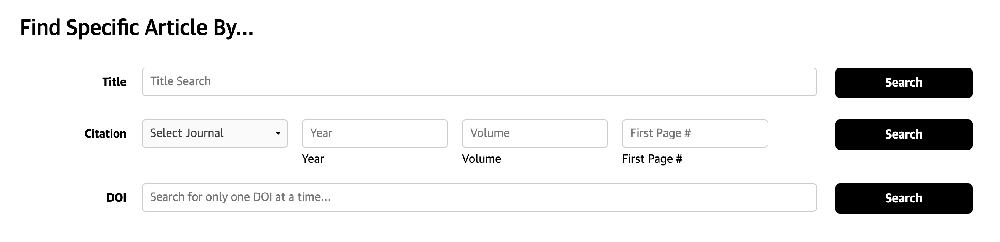 Find Specific Article By...
Title Title Search Search
Citation Select Journal Year Volume First Page # Search
Year Volume First Page #
DOI Search for only one DOI at a time... Search